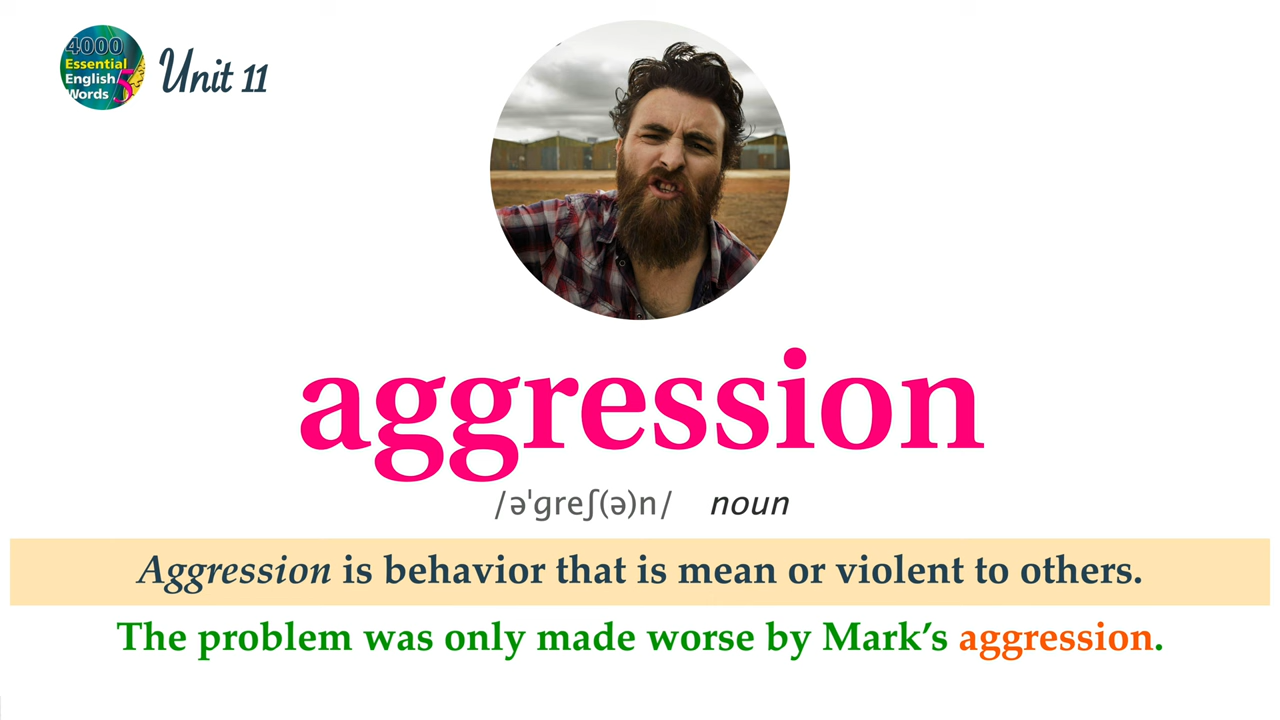 4000
Essential
English
Words 5
Unit 11
aggression
/əˈɡreʃ(ə)n/ noun
Aggression is behavior that is mean or violent to others.
The problem was only made worse by Mark’s aggression.